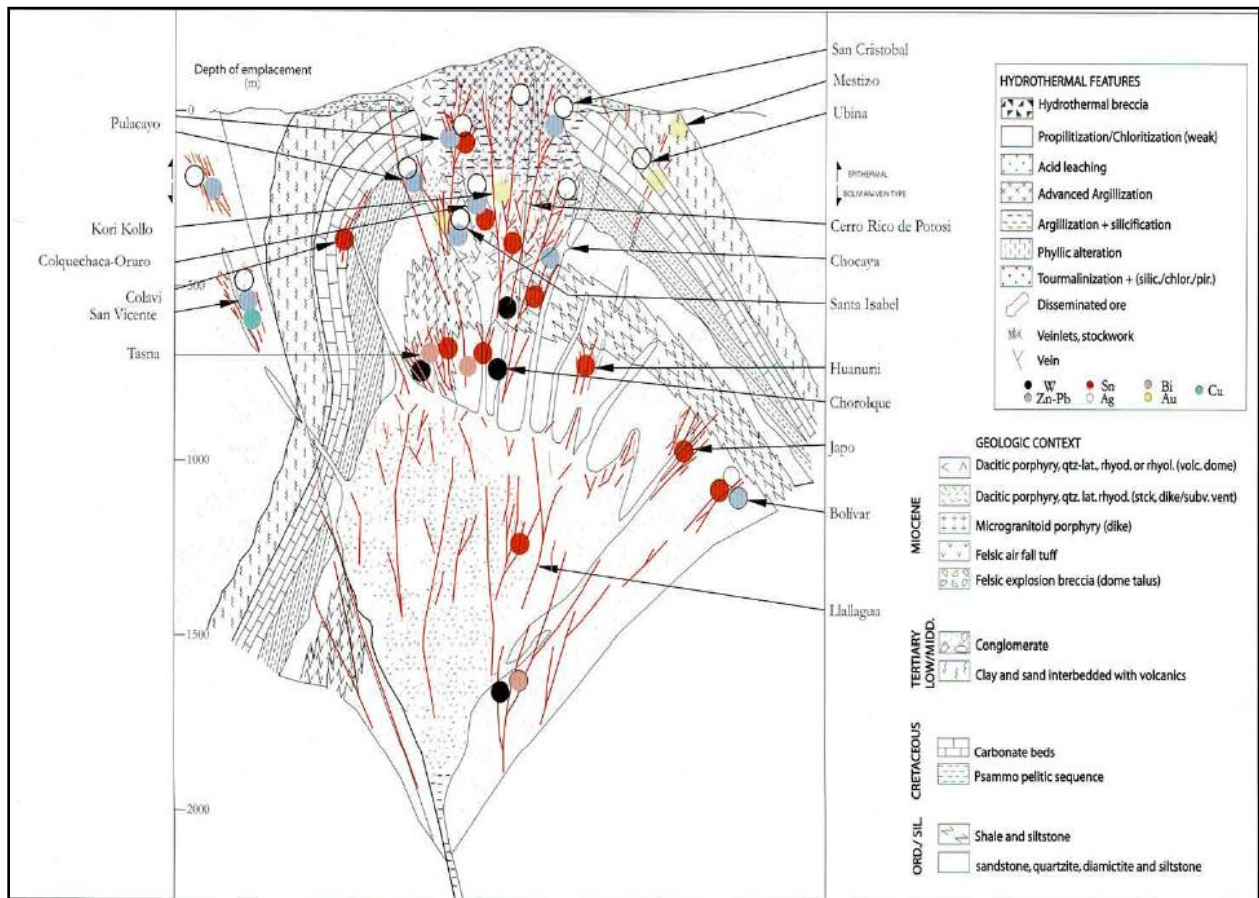 Depth of emplacement
(m)
0
500
1000
1500
2000
Pulacayo
Kori Kollo
Colquechaca-Oruro
Colavi
San Vicente
Tasna
San Cristobal
Mestizo
Ubina
EPITHERMAL
BOLIVIAN VEIN TYPE
Cerro Rico de Potosi
Chocaya
Santa Isabel
Huanuni
Chorolque
Japo
Bolívar
Llallagua
HYDROTHERMAL FEATURES
Hydrothermal breccia
Propilitization/Chloritization (weak)
Acid leaching
Advanced Argillization
Argillization + silicification
Phyllic alteration
Tourmalinization + (silic./chlor./pir.)
Disseminated ore
Veinlets, stockwork
Vein
W Sn Bi Cu
Zn-Pb Ag Au
GEOLOGIC CONTEXT
MIOCENE
Dacitic porphyry, qtz-lat., rhyod. or rhyol. (volc. dome)
Dacitic porphyry, qtz. lat. rhyod. (stck, dike/subv. vent)
Microgranitoid porphyry (dike)
Felsic air fall tuff
Felsic explosion breccia (dome talus)
TERTIARY
LOW/MIDD.
Conglomerate
Clay and sand interbedded with volcanics
CRETACEOUS
Carbonate beds
Psammo pelitic sequence
ORD./ SIL.
Shale and siltstone
sandstone, quartzite, diamictite and siltstone